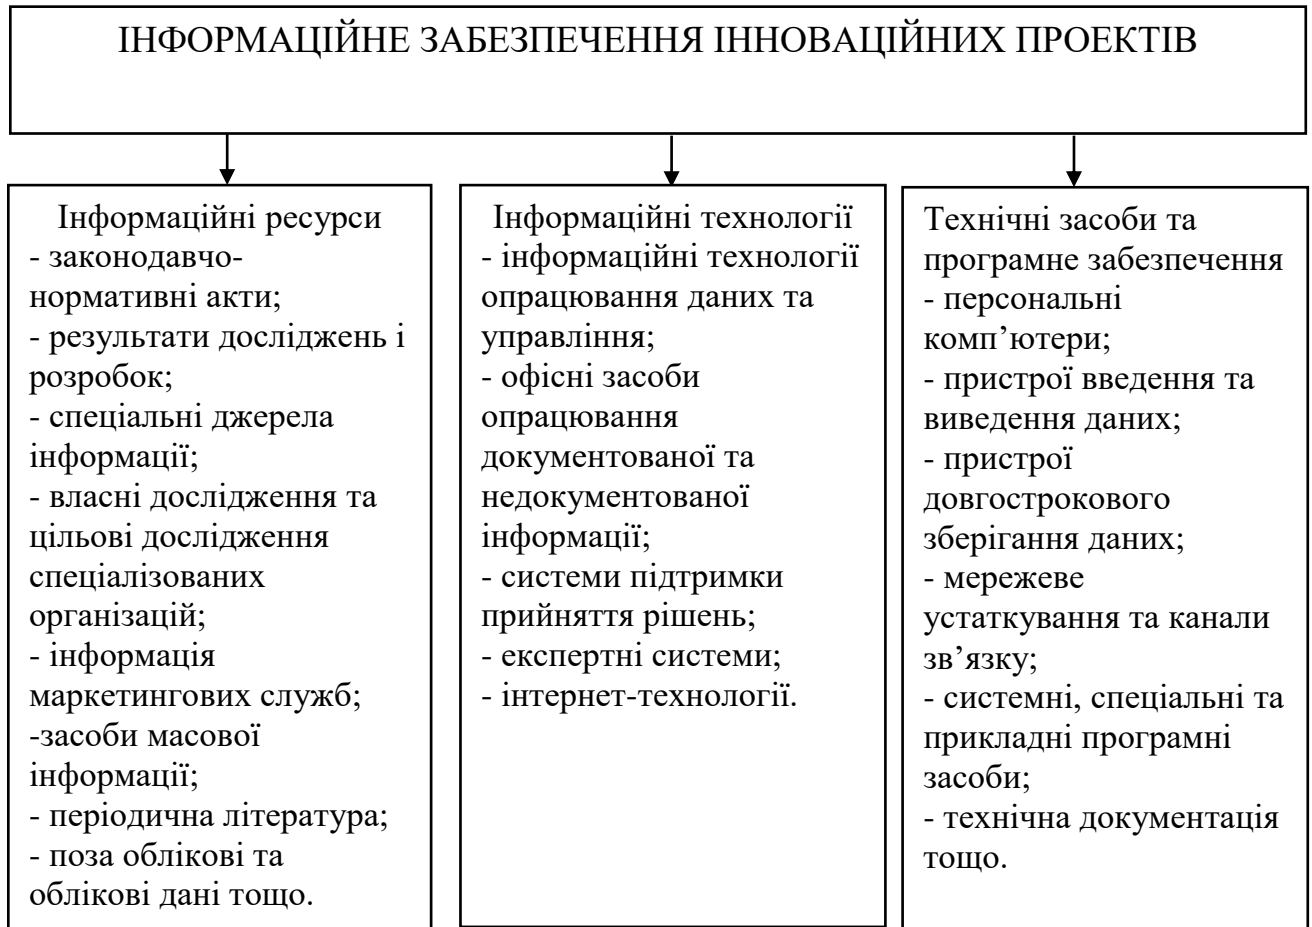 ІНФОРМАЦІЙНЕ ЗАБЕЗПЕЧЕННЯ ІННОВАЦІЙНИХ ПРОЕКТІВ
Інформаційні ресурси
- законодавчо-
нормативні акти;
- результати досліджень і
розробок;
- спеціальні джерела
інформації;
- власні дослідження та
цільові дослідження
спеціалізованих
організацій;
- інформація
маркетингових служб;
-засоби масової
інформації;
- періодична література;
- поза облікові та
облікові дані тощо.
Інформаційні технології
- інформаційні технології
опрацювання даних та
управління;
- офісні засоби
опрацювання
документованої та
недокументованої
інформації;
- системи підтримки
прийняття рішень;
- експертні системи;
- інтернет-технології.
Технічні засоби та
програмне забезпечення
- персональні
комп’ютери;
- пристрої введення та
виведення даних;
- пристрої
довгострокового
зберігання даних;
- мережеве
устаткування та канали
зв’язку;
- системні, спеціальні та
прикладні програмні
засоби;
- технічна документація
тощо.